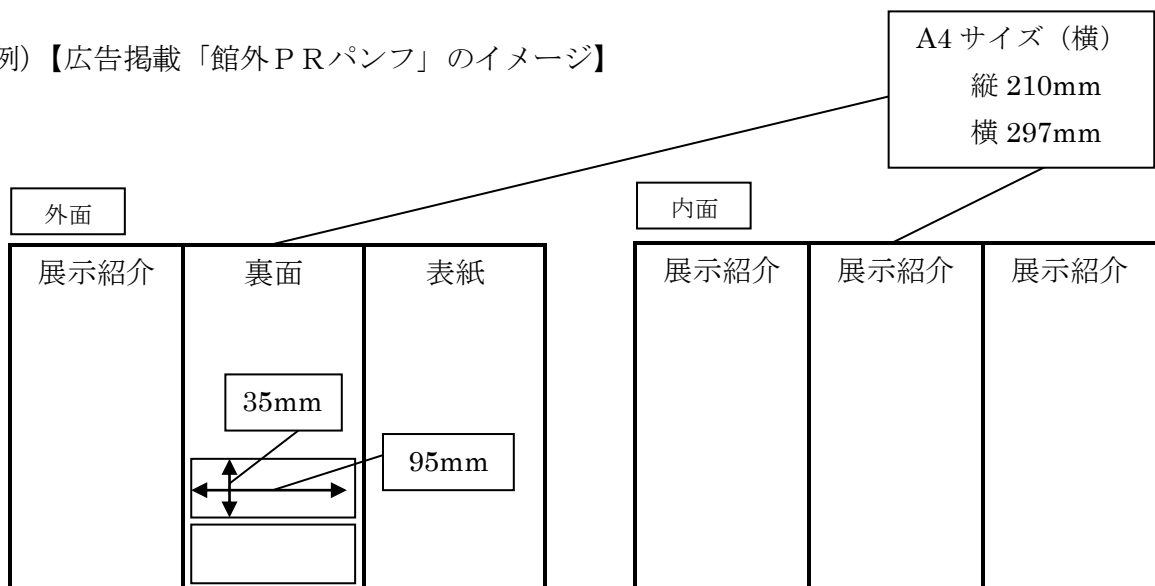 例)【広告掲載「館外ＰＲパンフ」のイメージ】
A4 サイズ（横）
縦 210mm
横 297mm
外面
内面
展示紹介
裏面
表紙
展示紹介
展示紹介
展示紹介
35mm
95mm